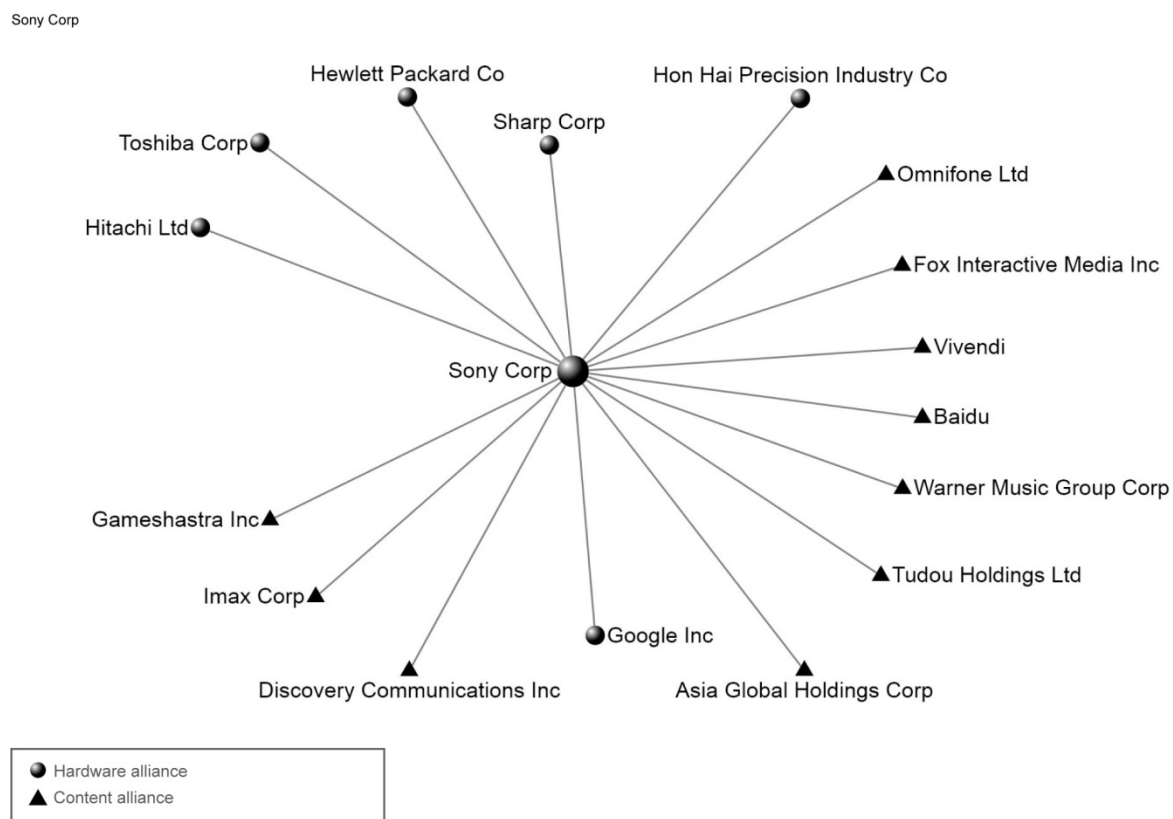 Sony Corp
Hewlett Packard Co
Hon Hai Precision Industry Co
Sharp Corp
Toshiba Corp
Omnifone Ltd
Hitachi Ltd
Fox Interactive Media Inc
Vivendi
Sony Corp
Baidu
Warner Music Group Corp
Gameshastra Inc
Tudou Holdings Ltd
Imax Corp
Google Inc
Discovery Communications Inc
Asia Global Holdings Corp
Hardware alliance
Content alliance